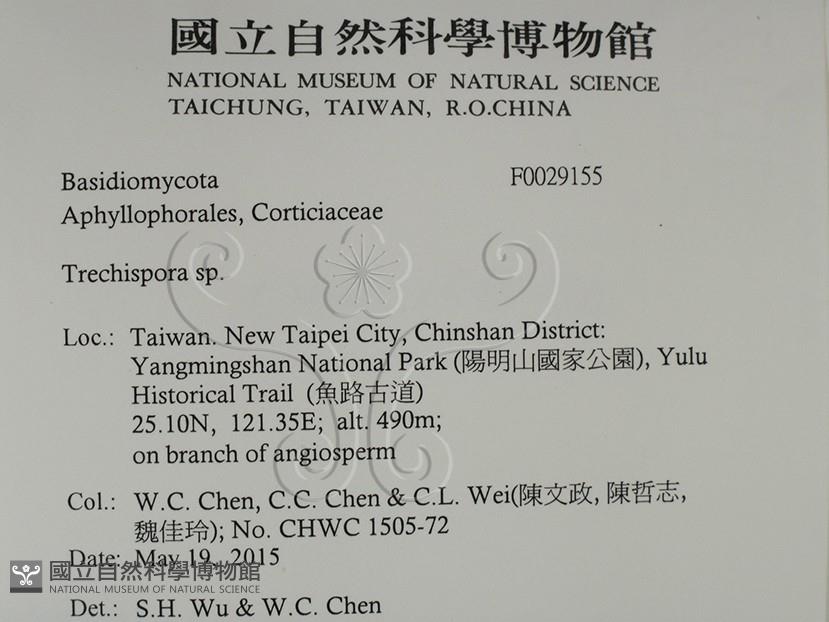 國立自然科學博物館
NATIONAL MUSEUM OF NATURAL SCIENCE
TAICHUNG, TAIWAN, R.O.CHINA
Basidiomycota F0029155
Aphyllophorales, Corticiaceae
Trechispora sp.
Loc.: Taiwan. New Taipei City, Chinshan District:
Yangmingshan National Park (陽明山國家公園), Yulu
Historical Trail (魚路古道)
25.10N, 121.35E; alt. 490m;
on branch of angiosperm
Col.: W.C. Chen, C.C. Chen & C.L. Wei(陳文政, 陳哲志,
魏佳玲); No. CHWC 1505-72
Date: May 19, 2015
國立自然科學博物館
NATIONAL MUSEUM OF NATURAL SCIENCE
Det.: S.H. Wu & W.C. Chen